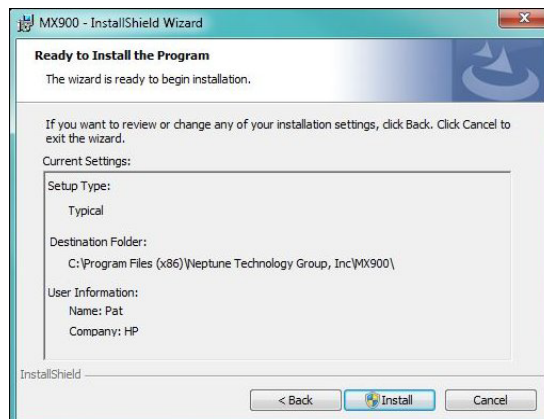 MX900 - InstallShield Wizard
Ready to Install the Program
The wizard is ready to begin installation.
If you want to review or change any of your installation settings, click Back. Click Cancel to
exit the wizard.
Current Settings:
Setup Type:
Typical
Destination Folder:
C:\Program Files (x86)\Neptune Technology Group, Inc\MX900\
User Information:
Name: Pat
Company: HP
InstallShield
< Back
Install
Cancel